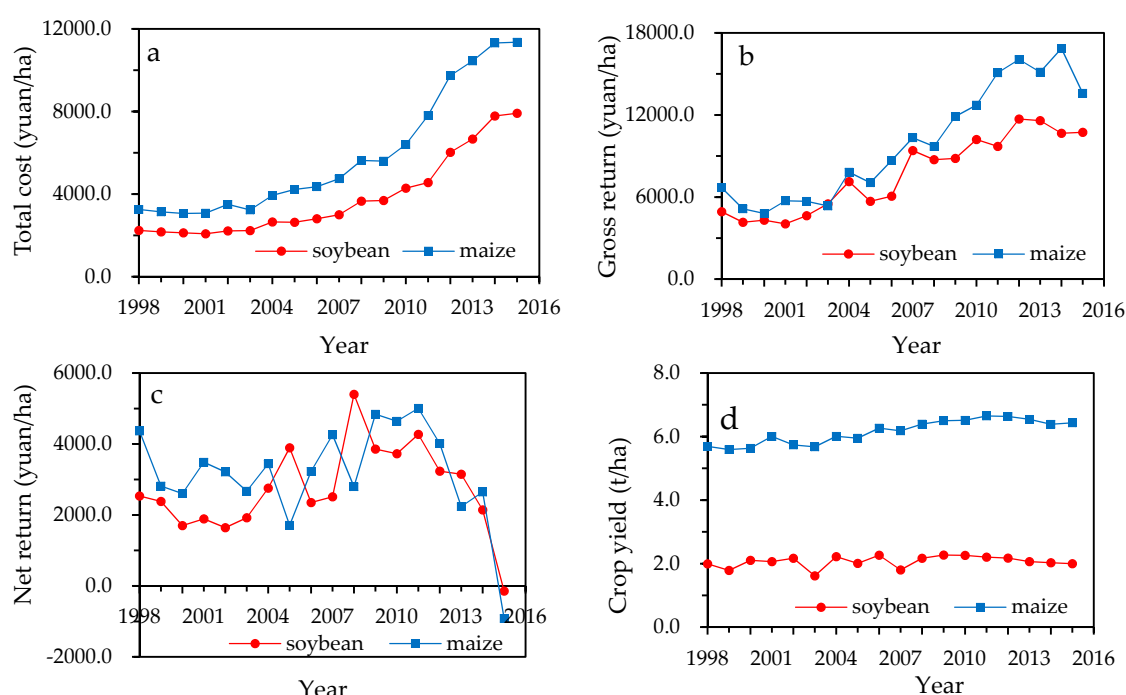 a
Total cost (yuan/ha)
12000.0
8000.0
4000.0
0.0
soybean maize
1998 2001 2004 2007 2010 2013 2016
Year
b
Gross return (yuan/ha)
18000.0
12000.0
6000.0
0.0
soybean maize
1998 2001 2004 2007 2010 2013 2016
Year
c
Net return (yuan/ha)
6000.0
4000.0
2000.0
0.0
-2000.0
1998 2001 2004 2007 2010 2013 2016
soybean maize
Year
d
Crop yield (t/ha)
8.0
6.0
4.0
2.0
0.0
soybean maize
1998 2001 2004 2007 2010 2013 2016
Year